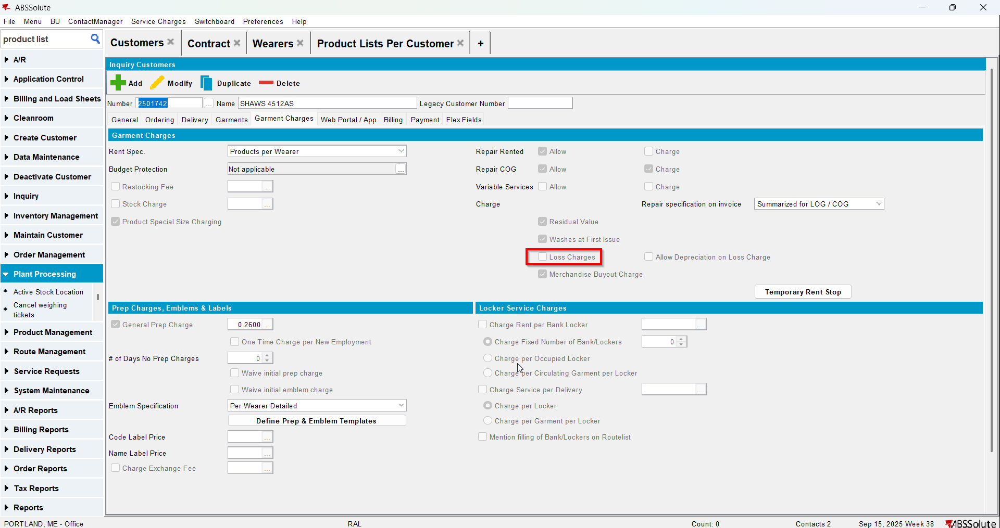 ABSSolute
File Menu BU ContactManager Service Charges Switchboard Preferences Help
product list
Customers Contract Wearers Product Lists Per Customer +
A/R
Application Control
Billing and Load Sheets
Cleanroom
Create Customer
Data Maintenance
Deactivate Customer
Inquiry
Inventory Management
Maintain Customer
Order Management
Plant Processing
Active Stock Location
Cancel weighing
tickets
Product Management
Route Management
Service Requests
System Maintenance
A/R Reports
Billing Reports
Delivery Reports
Order Reports
Tax Reports
Reports
Inquiry Customers
Add Modify Duplicate Delete
Number 2501742 ... Name SHAWS 4512AS Legacy Customer Number
General Ordering Delivery Garments Garment Charges Web Portal / App Billing Payment Flex Fields
Garment Charges
Rent Spec. Products per Wearer
Budget Protection Not applicable ...
Restocking Fee ...
Stock Charge ...
Product Special Size Charging
Repair Rented Allow Charge
Repair COG Allow Charge
Variable Services Allow Charge
Charge Repair specification on invoice Summarized for LOG / COG
Residual Value
Washes at First Issue
Loss Charges Allow Depreciation on Loss Charge
Merchandise Buyout Charge
Temporary Rent Stop
Prep Charges, Emblems & Labels
General Prep Charge 0.2600 ...
One Time Charge per New Employment
# of Days No Prep Charges 0
Waive initial prep charge
Waive initial emblem charge
Emblem Specification Per Wearer Detailed
Define Prep & Emblem Templates
Code Label Price ...
Name Label Price ...
Charge Exchange Fee ...
Locker Service Charges
Charge Rent per Bank Locker ...
Charge Fixed Number of Bank/Lockers 0
Charge per Occupied Locker
Charge per Circulating Garment per Locker
Charge Service per Delivery ...
Charge per Locker
Charge per Garment per Locker
Mention filling of Bank/Lockers on Routelist
PORTLAND, ME - Office RAL Count: 0 Contacts 2 Sep 15, 2025 Week 38 ABSSolute